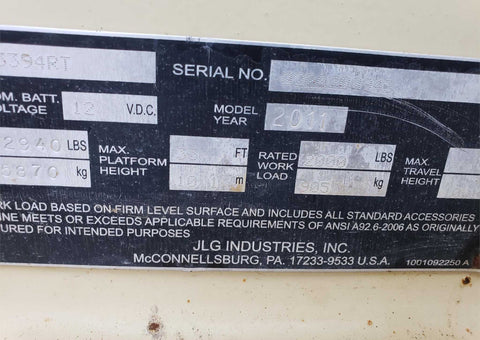 3394RT
SERIAL NO.
OM. BATT.
VOLTAGE 12 V.D.C.
MODEL
YEAR 2011
2940 LBS
5870 kg
MAX.
PLATFORM
HEIGHT
FT
m
RATED
WORK
LOAD
LBS
kg
MAX.
TRAVEL
HEIGHT
RK LOAD BASED ON FIRM LEVEL SURFACE AND INCLUDES ALL STANDARD ACCESSORIES
INE MEETS OR EXCEEDS APPLICABLE REQUIREMENTS OF ANSI A92.6-2006 AS ORIGINALLY
URED FOR INTENDED PURPOSES
JLG INDUSTRIES, INC.
McCONNELLSBURG, PA. 17233-9533 U.S.A.
1001092250 A